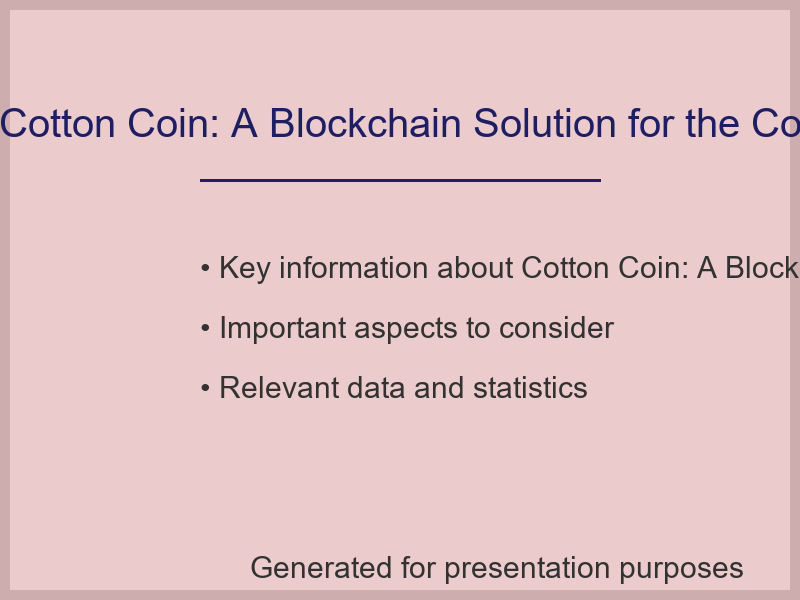 Cotton Coin: A Blockchain Solution for the Co
• Key information about Cotton Coin: A Block
• Important aspects to consider
• Relevant data and statistics
Generated for presentation purposes